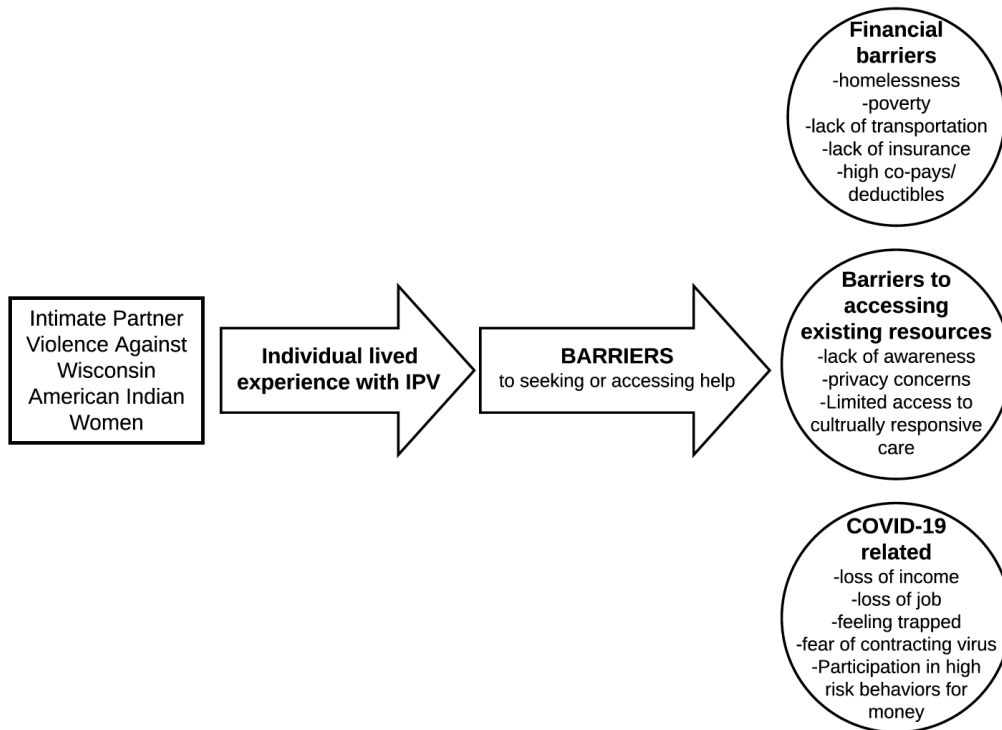 Financial
barriers
-homelessness
-poverty
-lack of transportation
-lack of insurance
-high co-pays/
deductibles
Intimate Partner
Violence Against
Wisconsin
American Indian
Women
Individual lived
experience with IPV
BARRIERS
to seeking or accessing help
Barriers to
accessing
existing resources
-lack of awareness
-privacy concerns
-Limited access to
cultrually responsive
care
COVID-19
related
-loss of income
-loss of job
-feeling trapped
-fear of contracting virus
-Participation in high
risk behaviors for
money